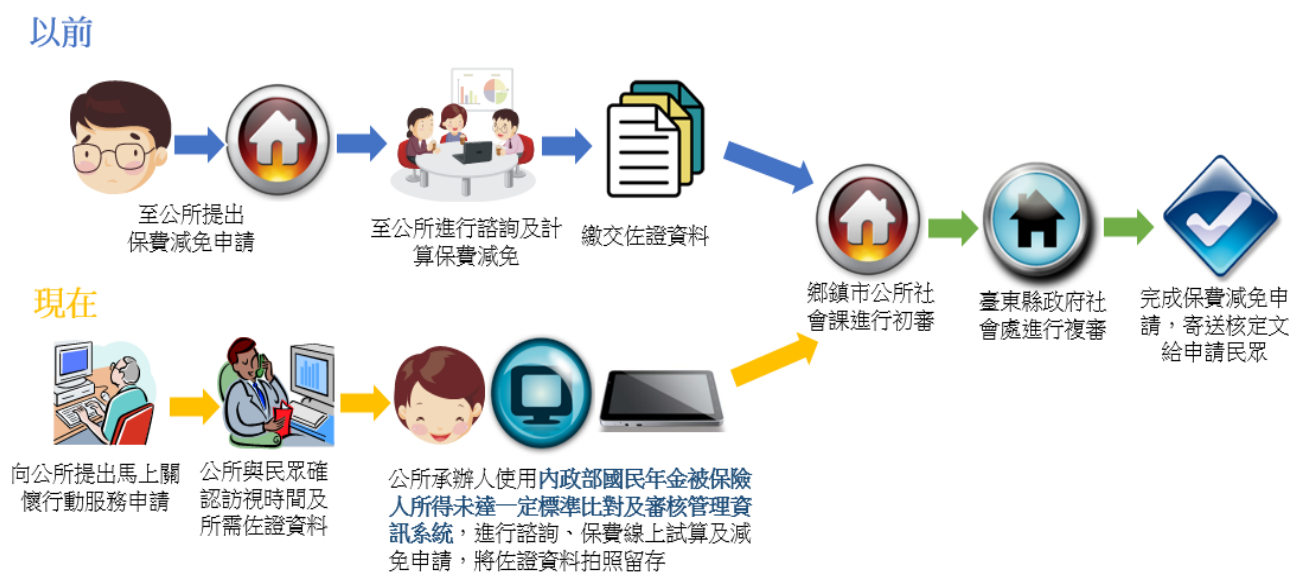 以前
至公所提出
保費減免申請
至公所進行諮詢及計
算保費減免
繳交佐證資料
鄉鎮市公所社
會課進行初審
臺東縣政府社
會處進行複審
完成保費減免申
請，寄送核定文
給申請民眾
現在
向公所提出馬上關
懷行動服務申請
公所與民眾確
認訪視時間及
所需佐證資料
公所承辦人使用內政部國民年金被保險
人所得未達一定標準比對及審核管理資
訊系統，進行諮詢、保費線上試算及減
免申請，將佐證資料拍照留存